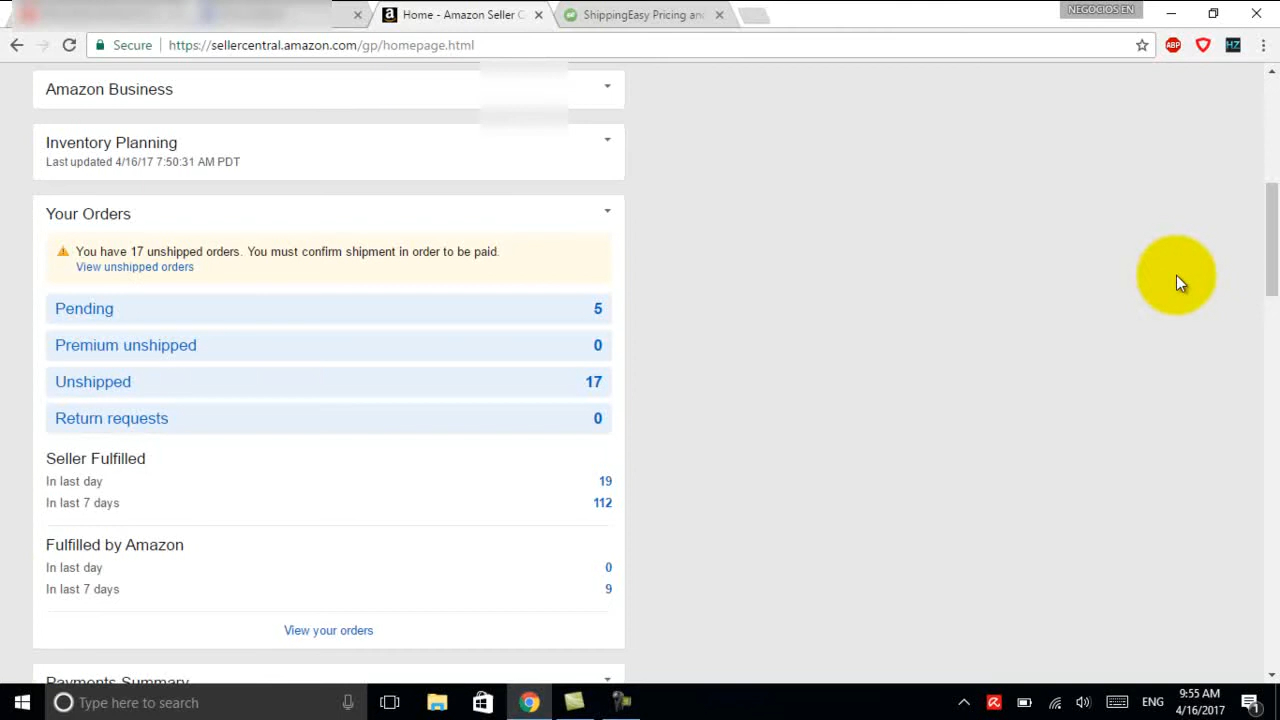 Home - Amazon Seller C
ShippingEasy Pricing an
NEGOCIOS EN
Secure
https://sellercentral.amazon.com/gp/homepage.html
ABP
HZ
Amazon Business
Inventory Planning
Last updated 4/16/17 7:50:31 AM PDT
Your Orders
You have 17 unshipped orders. You must confirm shipment in order to be paid.
View unshipped orders
Pending 5
Premium unshipped 0
Unshipped 17
Return requests 0
Seller Fulfilled
In last day 19
In last 7 days 112
Fulfilled by Amazon
In last day 0
In last 7 days 9
View your orders
Payments Summary
Type here to search
ENG
9:55 AM
4/16/2017
1